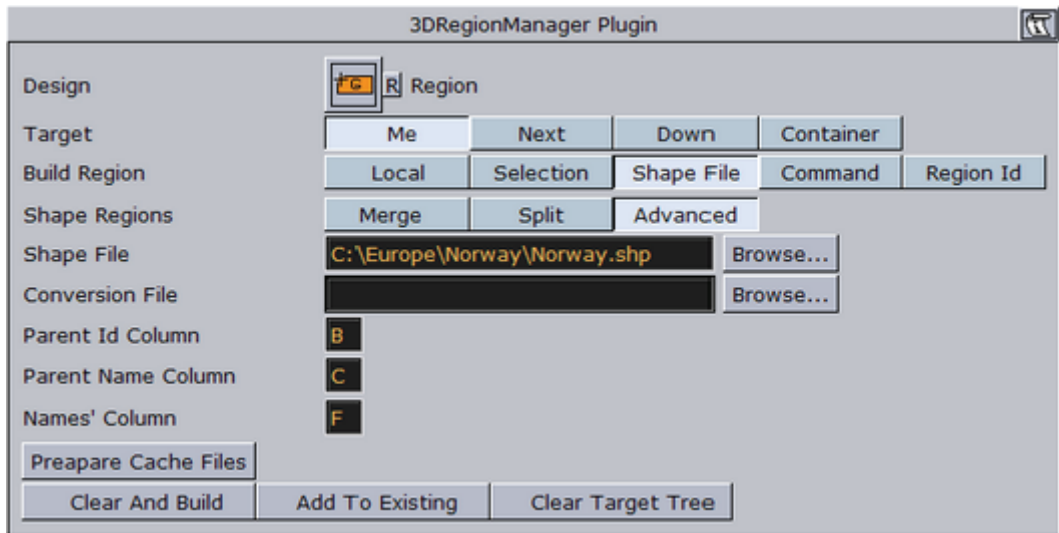 3DRegionManager Plugin
Design G R Region
Target Me Next Down Container
Build Region Local Selection Shape File Command Region Id
Shape Regions Merge Split Advanced
Shape File C:\Europe\Norway\Norway.shp Browse...
Conversion File Browse...
Parent Id Column B
Parent Name Column C
Names' Column F
Preapare Cache Files
Clear And Build Add To Existing Clear Target Tree